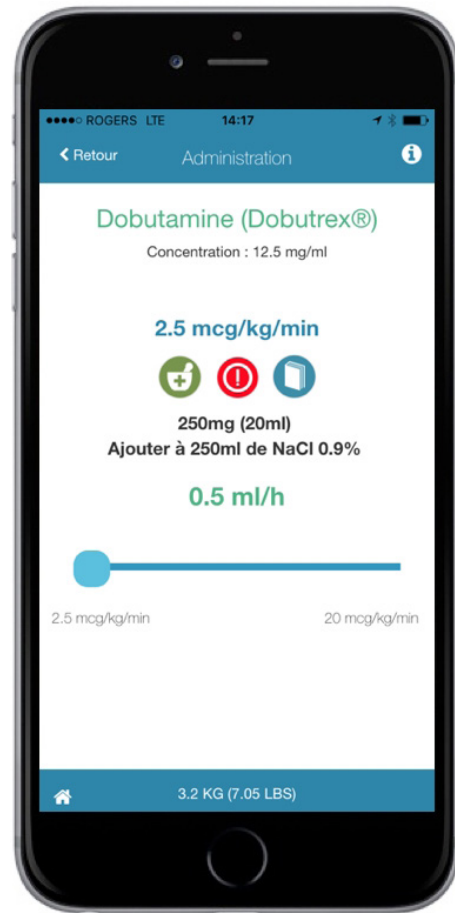 ROGERS LTE 14:17
Retour Administration
Dobutamine (Dobutrex®)
Concentration : 12.5 mg/ml
2.5 mcg/kg/min
250mg (20ml)
Ajouter à 250ml de NaCl 0.9%
0.5 ml/h
2.5 mcg/kg/min 20 mcg/kg/min
3.2 KG (7.05 LBS)